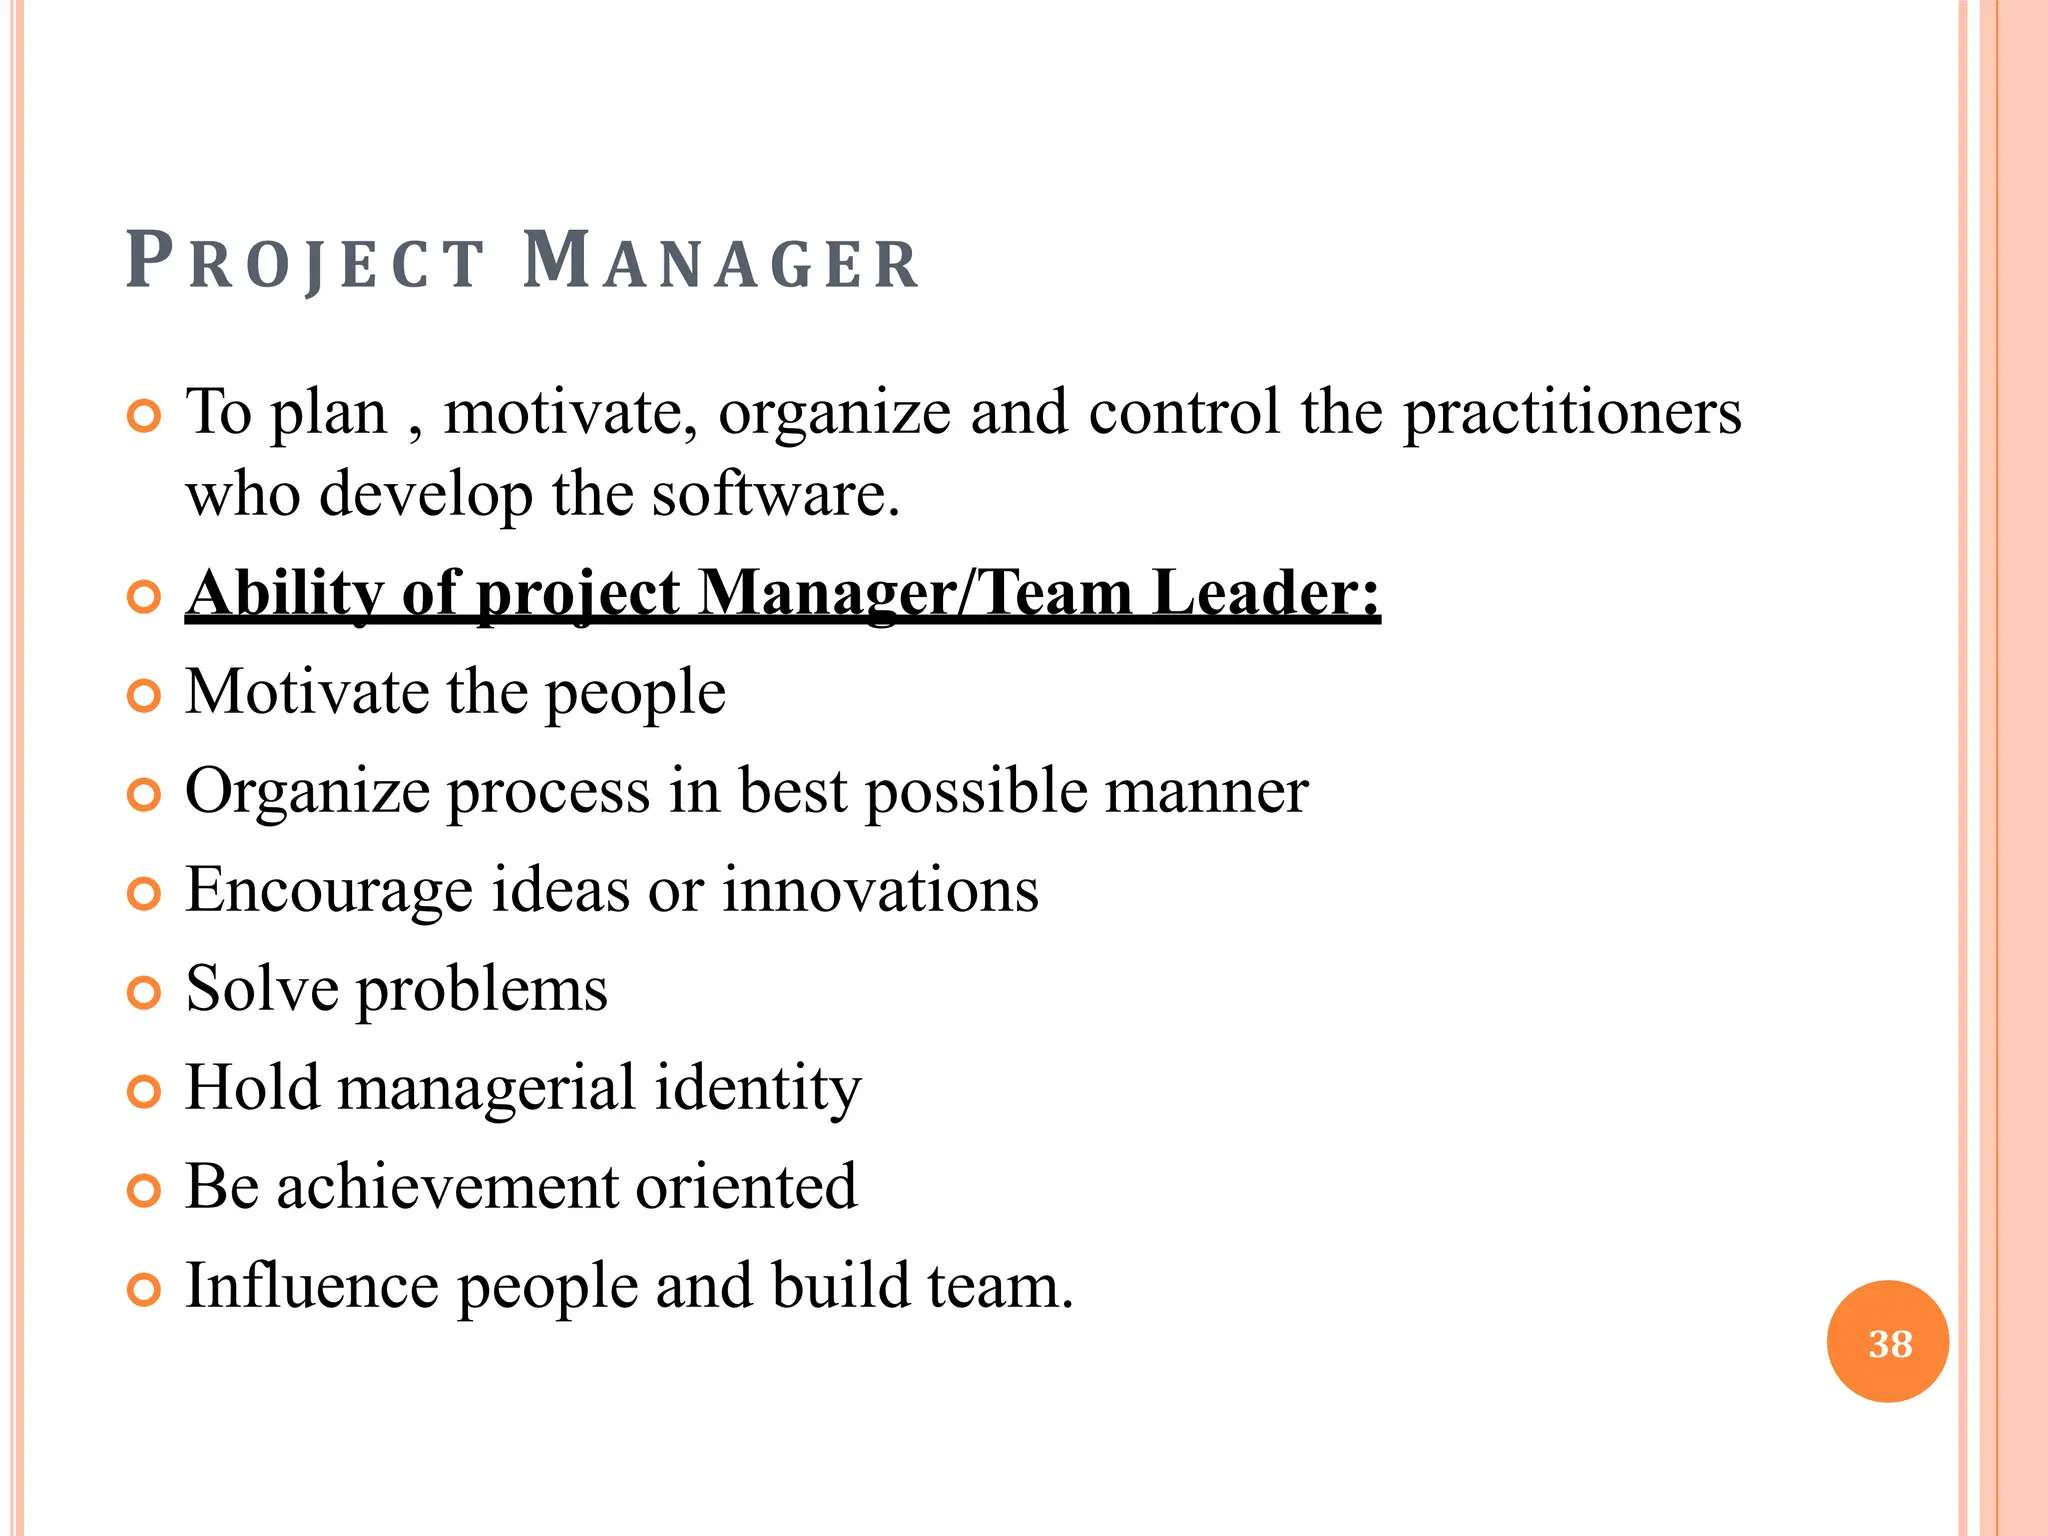 PROJECT MANAGER
To plan , motivate, organize and control the practitioners
who develop the software.
Ability of project Manager/Team Leader:
Motivate the people
Organize process in best possible manner
Encourage ideas or innovations
Solve problems
Hold managerial identity
Be achievement oriented
Influence people and build team.
38